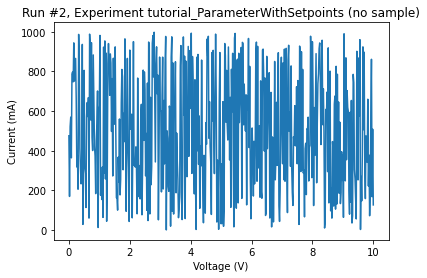 Run #2, Experiment tutorial_ParameterWithSetpoints (no sample)
1000
800
600
400
200
0
Current (mA)
0 2 4 6 8 10
Voltage (V)